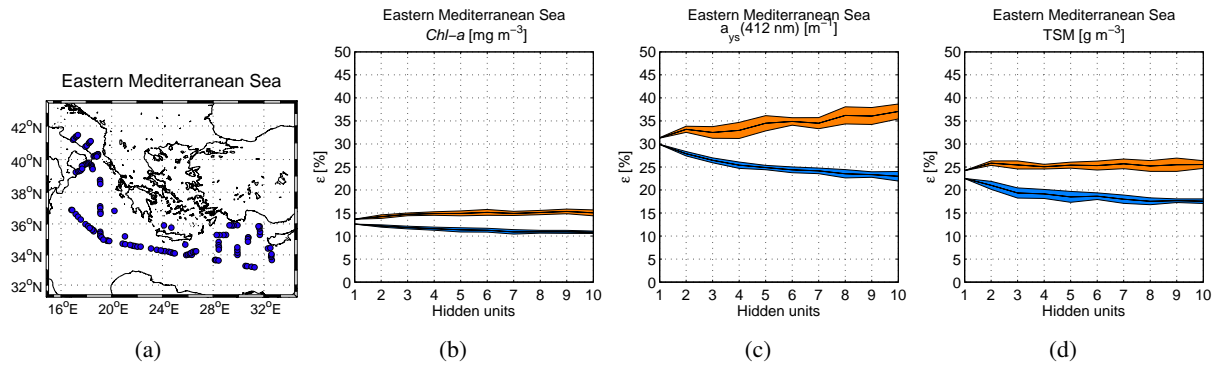 Eastern Mediterranean Sea
42°N
40°N
38°N
36°N
34°N
32°N
16°E 20°E 24°E 28°E 32°E
(a)
Eastern Mediterranean Sea
Chl–a [mg m⁻³]
ε [%]
50
45
40
35
30
25
20
15
10
5
0
1 2 3 4 5 6 7 8 9 10
Hidden units
(b)
Eastern Mediterranean Sea
a_ys(412 nm) [m⁻¹]
ε [%]
50
45
40
35
30
25
20
15
10
5
0
1 2 3 4 5 6 7 8 9 10
Hidden units
(c)
Eastern Mediterranean Sea
TSM [g m⁻³]
ε [%]
50
45
40
35
30
25
20
15
10
5
0
1 2 3 4 5 6 7 8 9 10
Hidden units
(d)